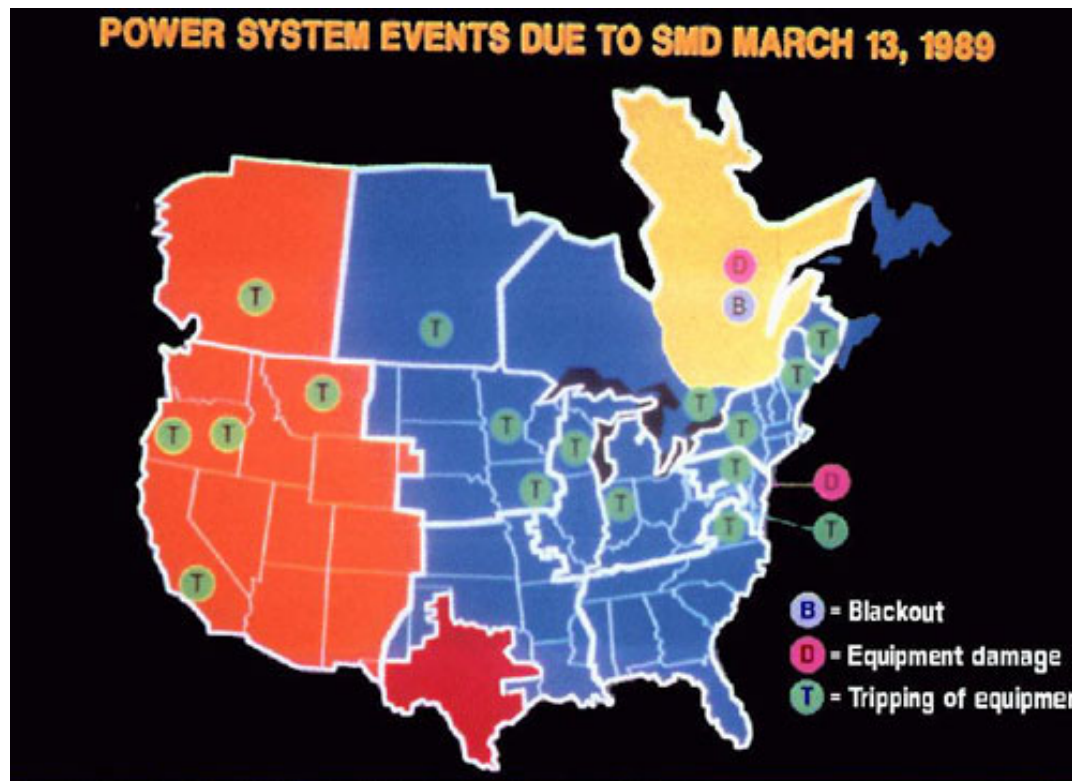 POWER SYSTEM EVENTS DUE TO SMD MARCH 13, 1989
D
B
T
T
T
T
T
T
T
T
T
T
T
T
T
T
D
T
T
T
T
B = Blackout
D = Equipment damage
T = Tripping of equipmen